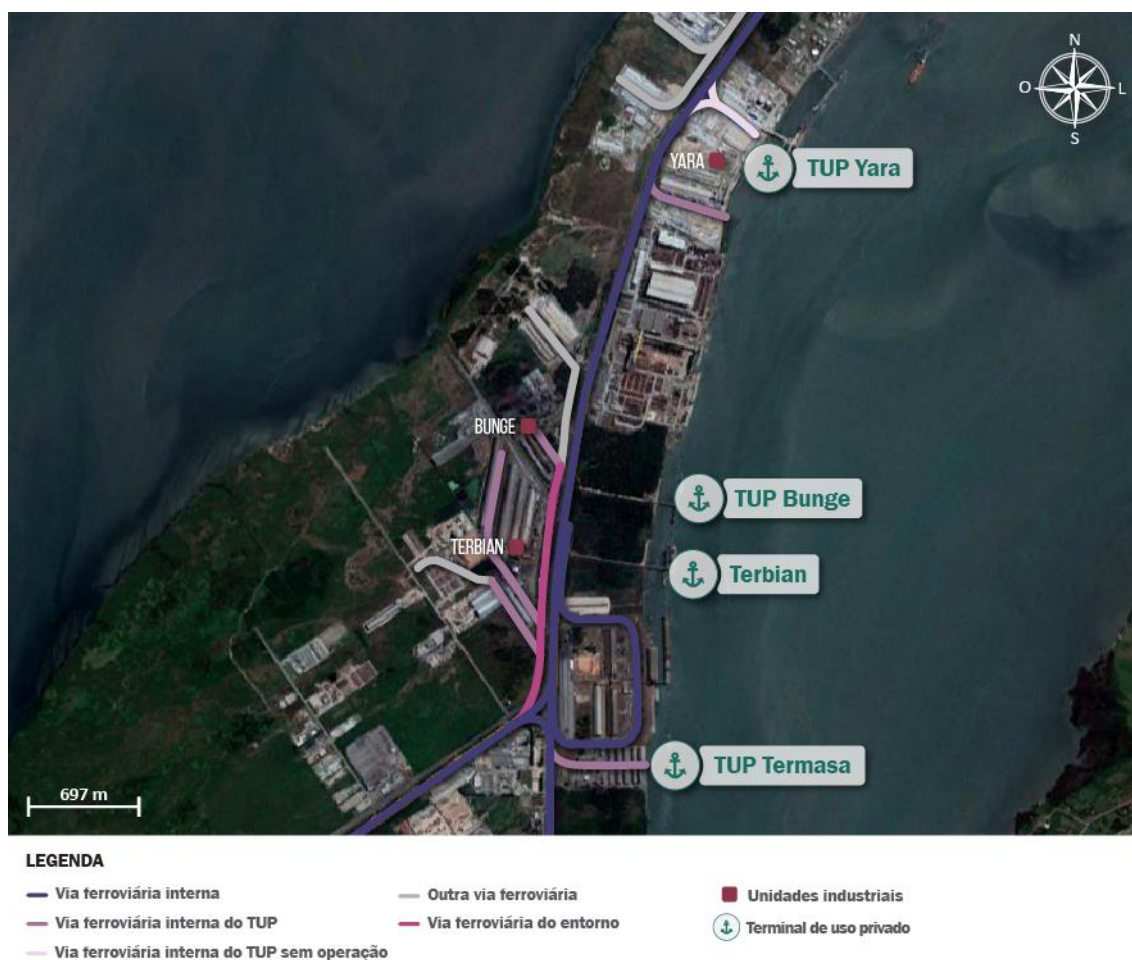 N
O
L
S
YARA
TUP Yara
BUNGE
TUP Bunge
TERBIAN
Terbian
TUP Termasa
697 m
LEGENDA
Via ferroviária interna
Via ferroviária interna do TUP
Via ferroviária interna do TUP sem operação
Outra via ferroviária
Via ferroviária do entorno
Unidades industriais
Terminal de uso privado